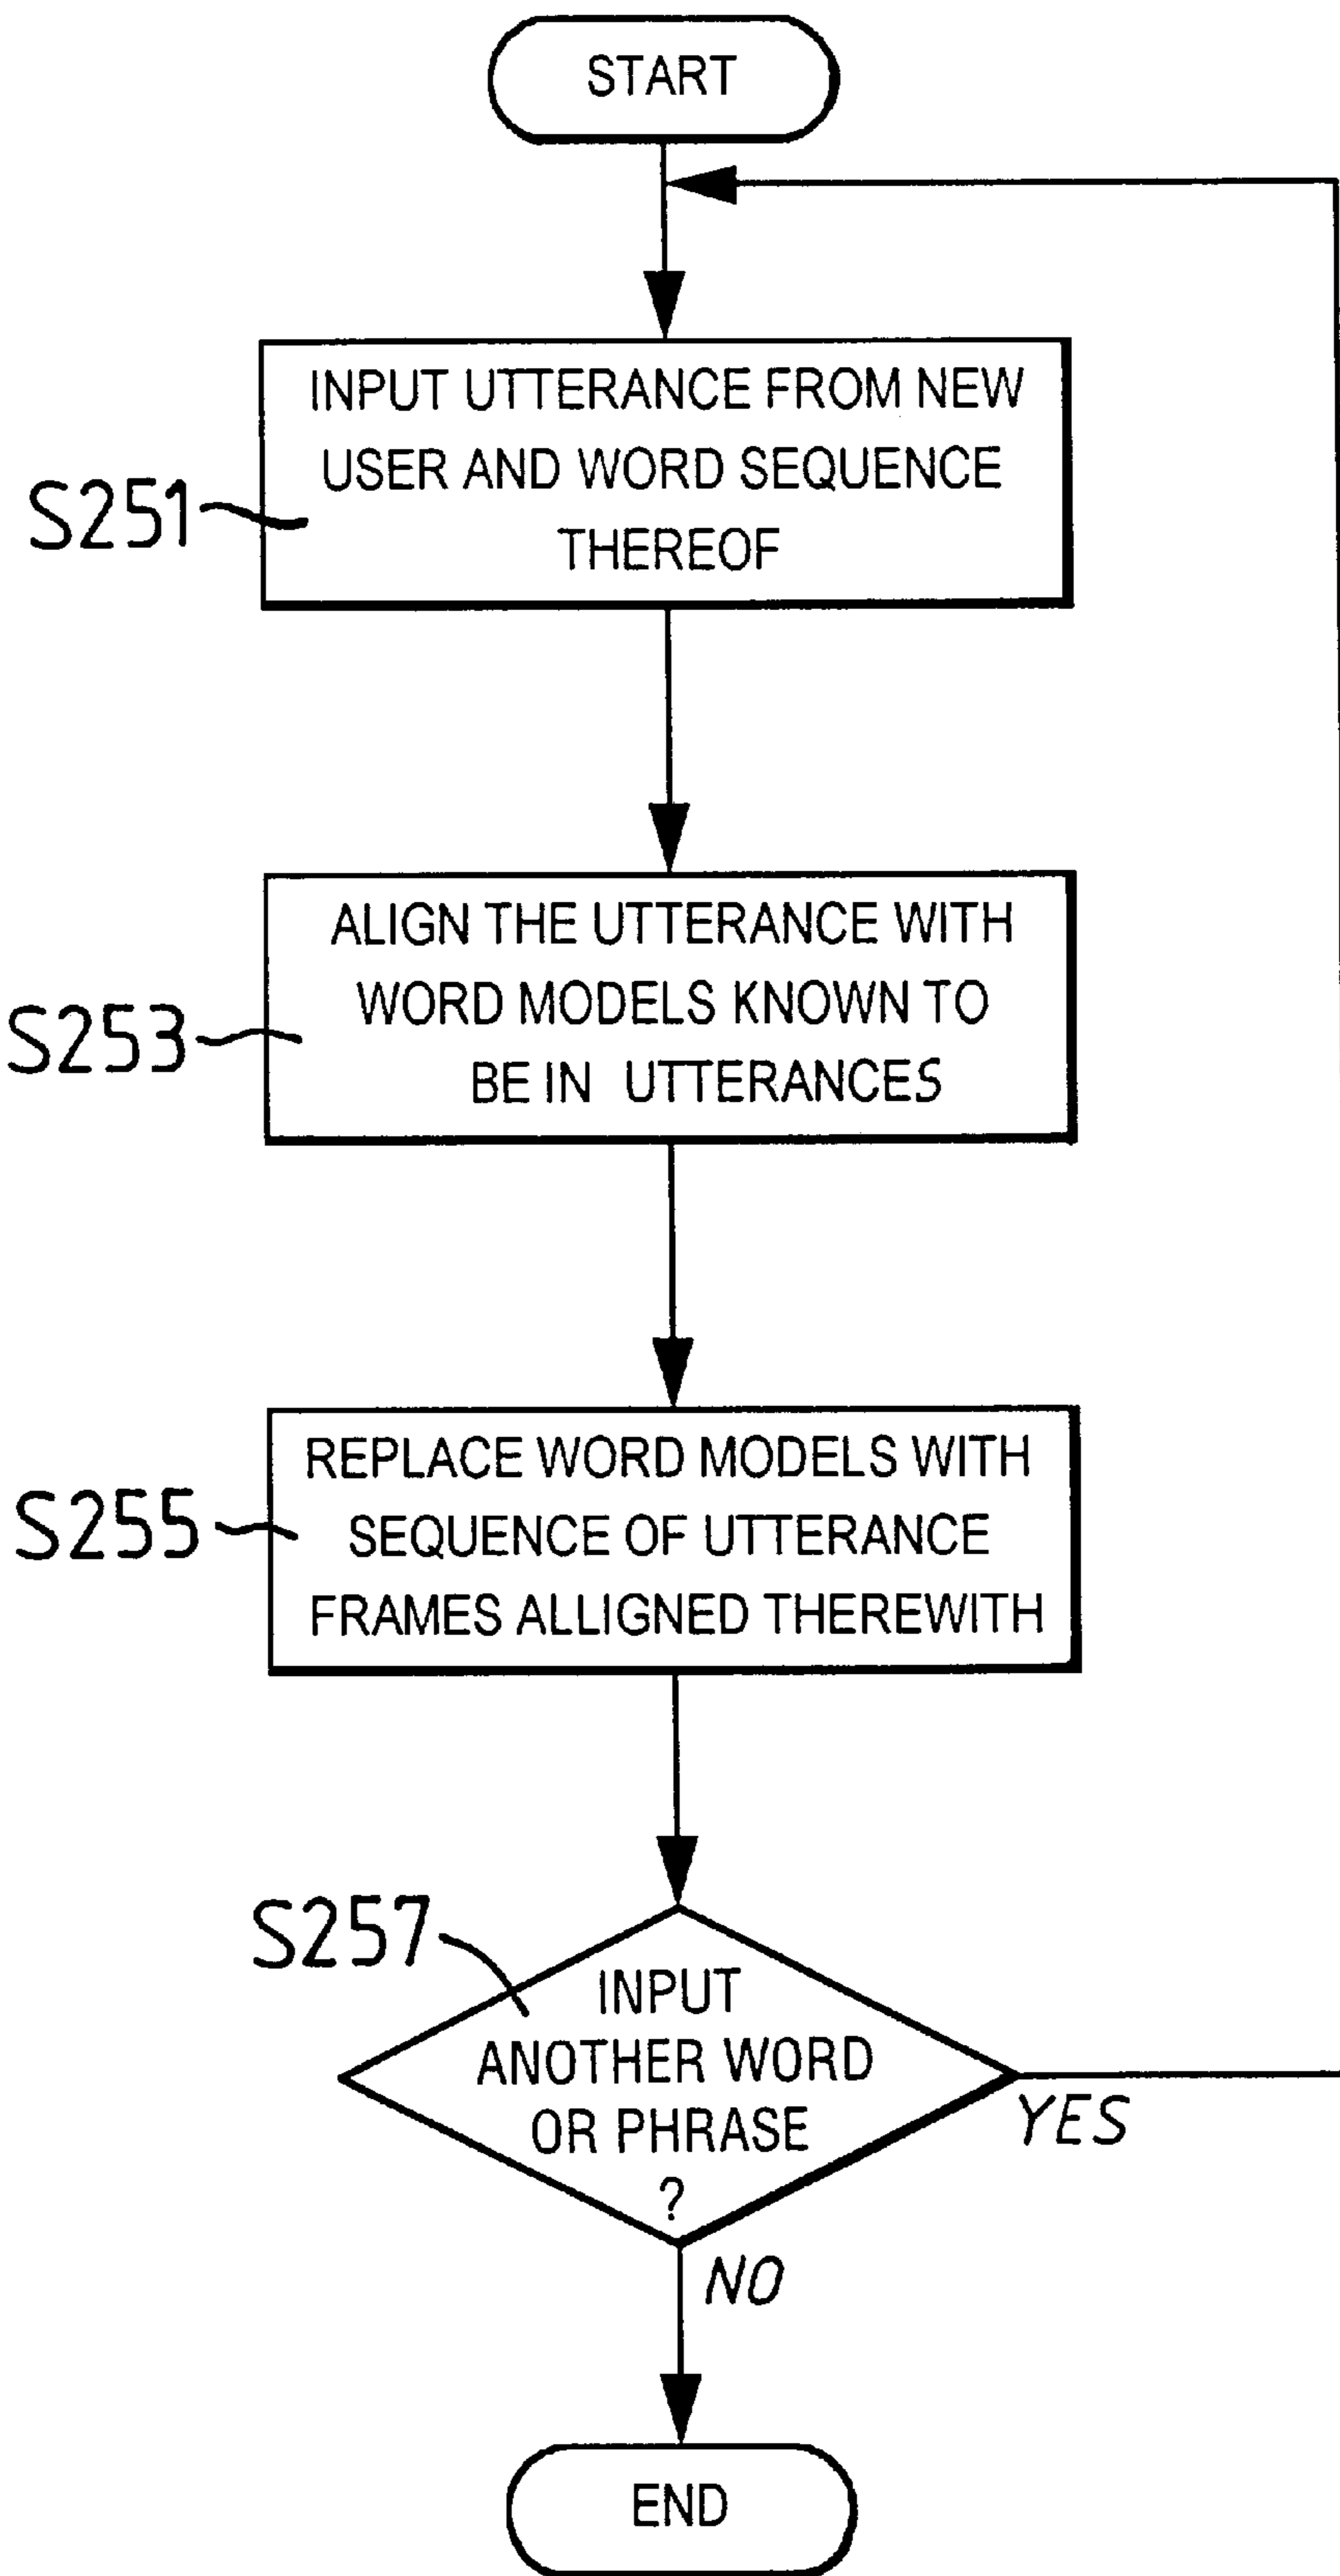 START
INPUT UTTERANCE FROM NEW
USER AND WORD SEQUENCE
THEREOF
S251
ALIGN THE UTTERANCE WITH
WORD MODELS KNOWN TO
BE IN UTTERANCES
S253
REPLACE WORD MODELS WITH
SEQUENCE OF UTTERANCE
FRAMES ALLIGNED THEREWITH
S255
S257
INPUT
ANOTHER WORD
OR PHRASE
?
YES
NO
END